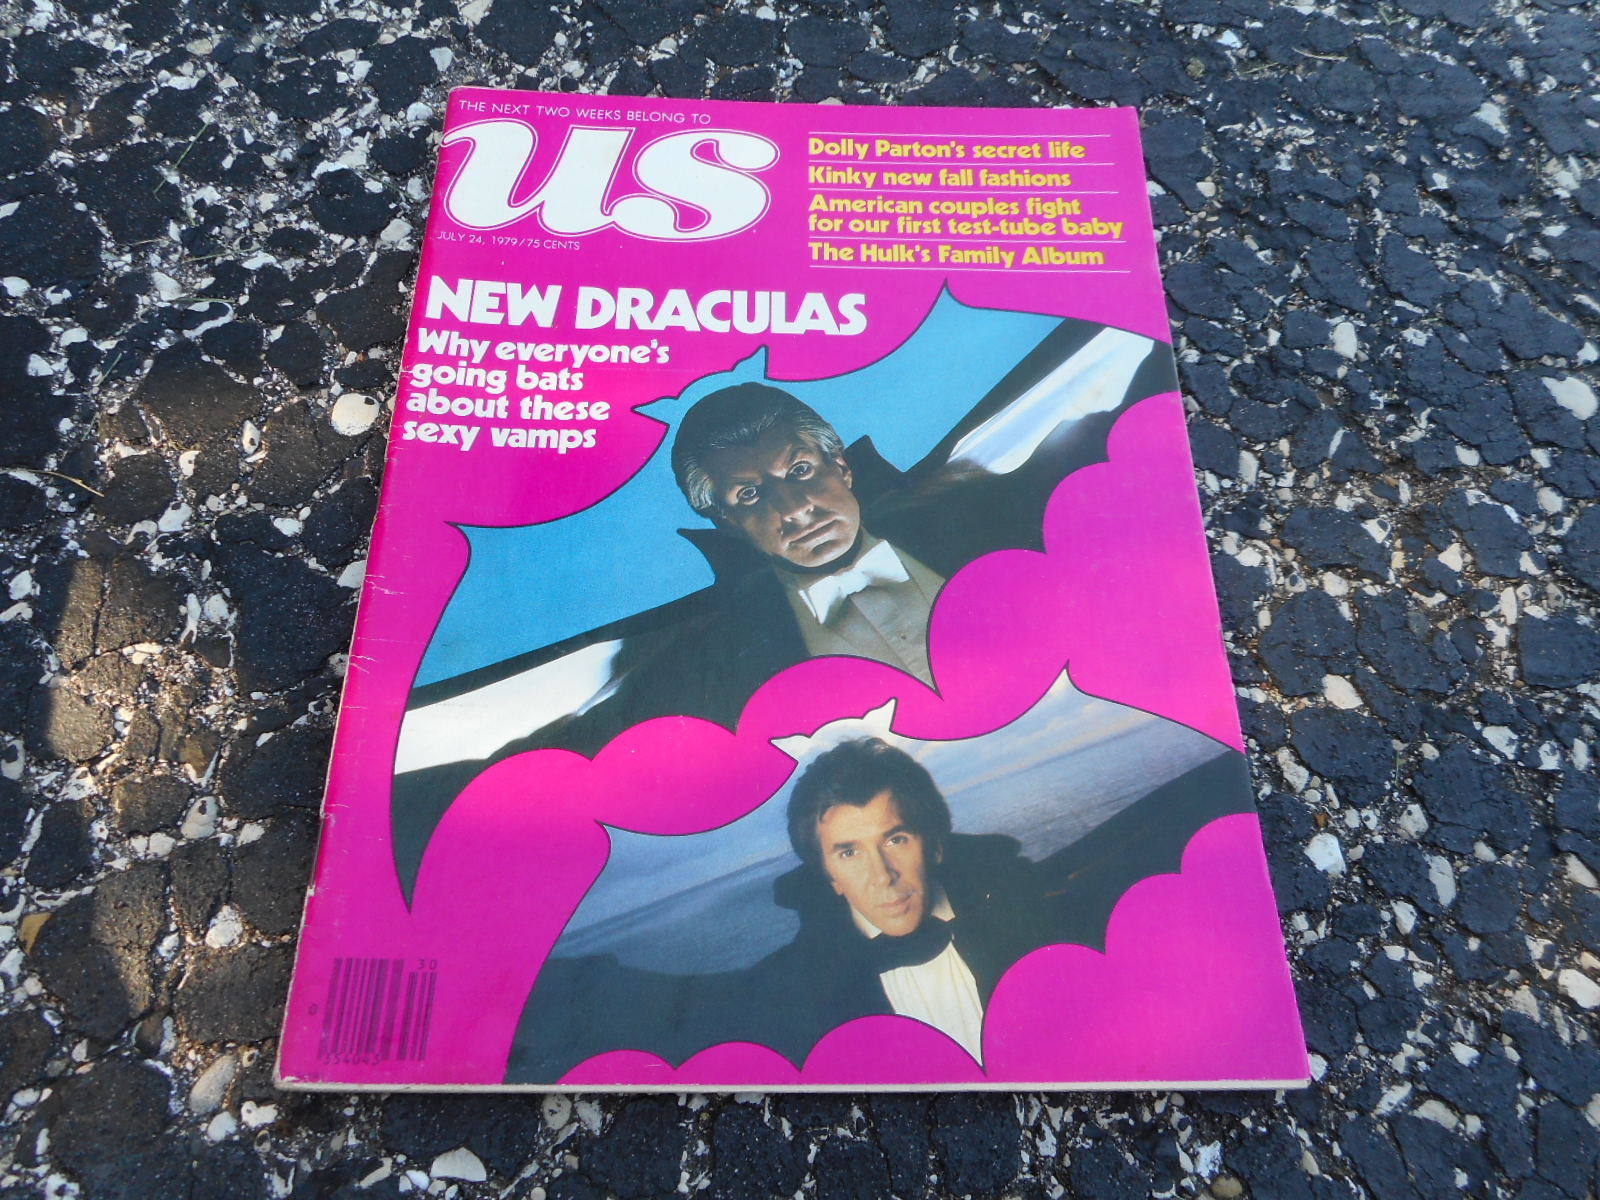 THE NEXT TWO WEEKS BELONG TO
us
JULY 24, 1979/75 CENTS
Dolly Parton's secret life
Kinky new fall fashions
American couples fight
for our first test-tube baby
The Hulk's Family Album
NEW DRACULAS
Why everyone's
going bats
about these
sexy vamps
30
0